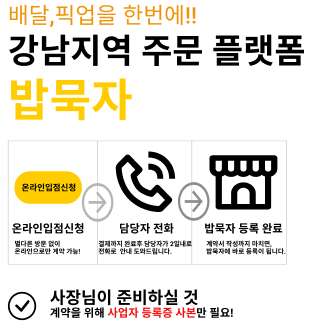 배달,픽업을 한번에!!
강남지역 주문 플랫폼
밥묵자
온라인입점신청
온라인입점신청
별다른 방문 없이
온라인으로만 계약 가능!
담당자 전화
결제까지 완료후 담당자가 2일내로
전화로 안내 도와드립니다.
밥묵자 등록 완료
계약서 작성까지 마치면,
밥묵자에 바로 등록이 됩니다.
사장님이 준비하실 것
계약을 위해 사업자 등록증 사본만 필요!